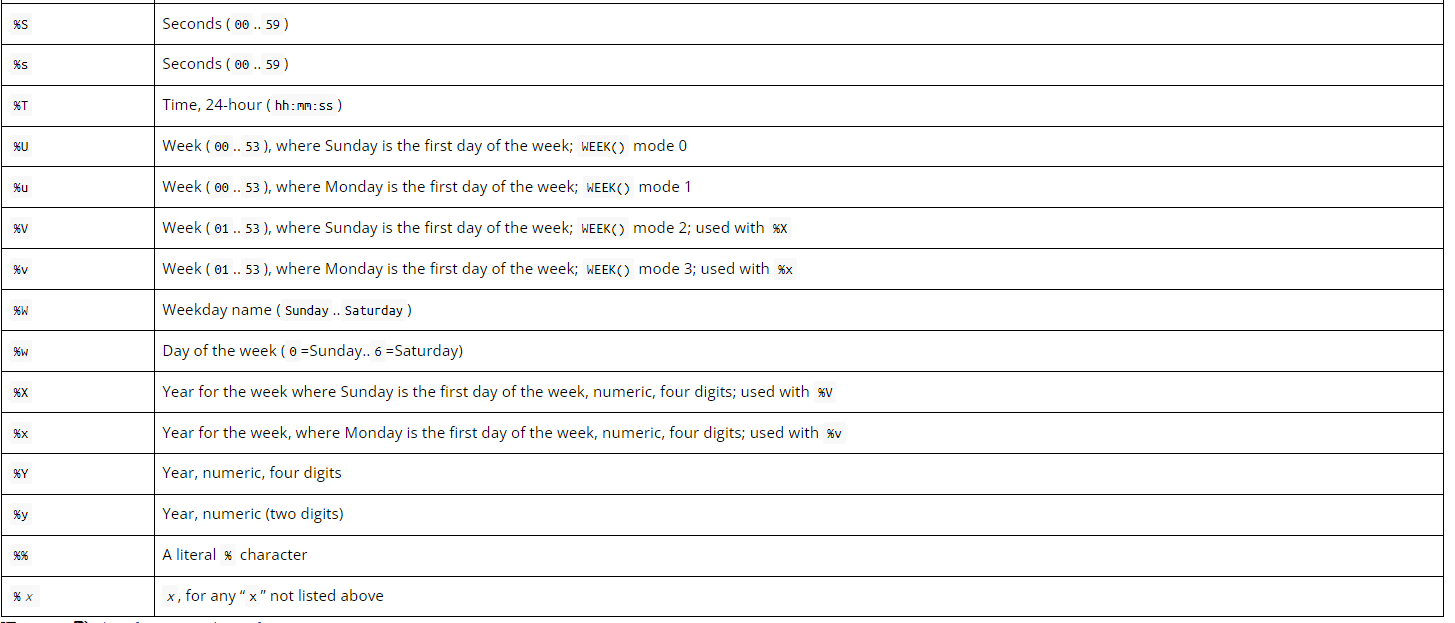 %S Seconds ( 00 .. 59 )
%s Seconds ( 00 .. 59 )
%T Time, 24-hour ( hh:mm:ss )
%U Week ( 00 .. 53 ), where Sunday is the first day of the week; WEEK() mode 0
%u Week ( 00 .. 53 ), where Monday is the first day of the week; WEEK() mode 1
%V Week ( 01 .. 53 ), where Sunday is the first day of the week; WEEK() mode 2; used with %X
%v Week ( 01 .. 53 ), where Monday is the first day of the week; WEEK() mode 3; used with %x
%W Weekday name ( Sunday .. Saturday )
%w Day of the week ( 0 =Sunday.. 6 =Saturday)
%X Year for the week where Sunday is the first day of the week, numeric, four digits; used with %V
%x Year for the week, where Monday is the first day of the week, numeric, four digits; used with %v
%Y Year, numeric, four digits
%y Year, numeric (two digits)
%% A literal % character
% x x , for any “ x ” not listed above